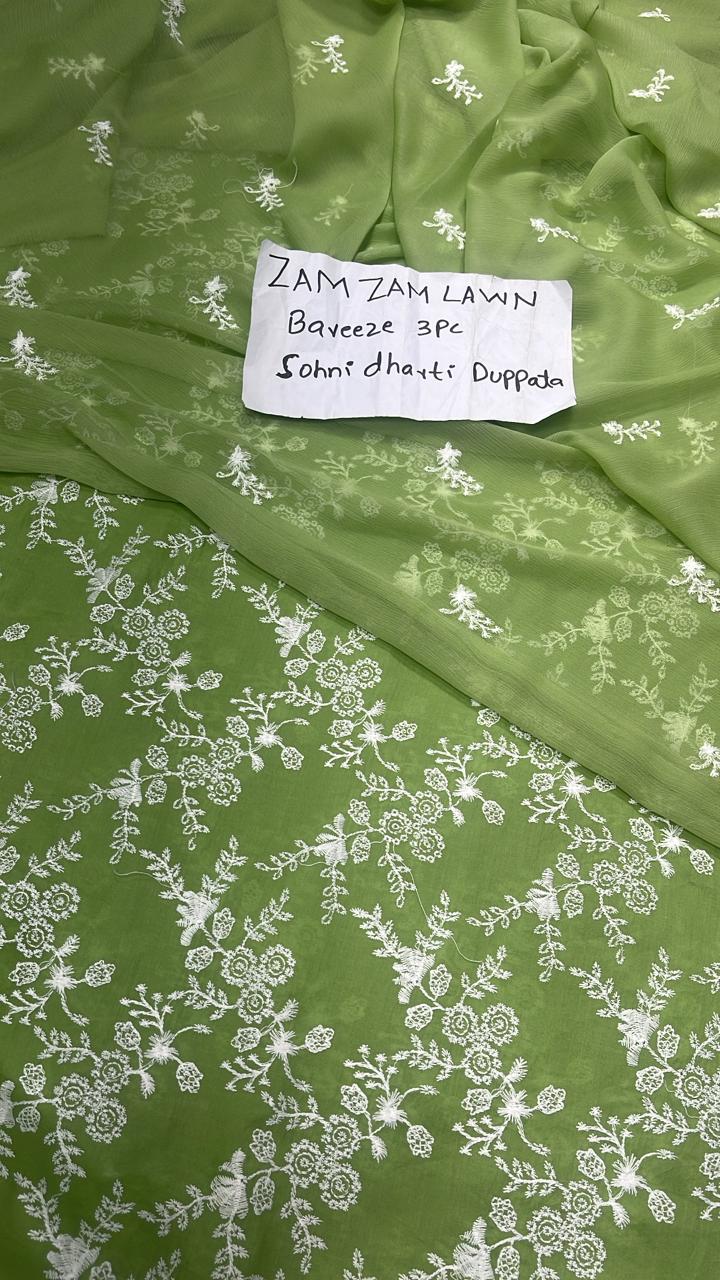 ZAM ZAM LAWN
Baveeze 3Pc
Sohni dharti Duppata